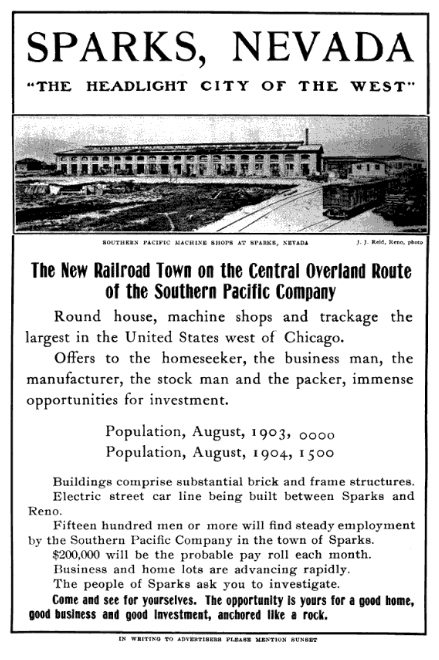 SPARKS, NEVADA
"THE HEADLIGHT CITY OF THE WEST"
SOUTHERN PACIFIC MACHINE SHOPS AT SPARKS, NEVADA J. J. Reid, Reno, photo
The New Railroad Town on the Central Overland Route
of the Southern Pacific Company
Round house, machine shops and trackage the
largest in the United States west of Chicago.
Offers to the homeseeker, the business man, the
manufacturer, the stock man and the packer, immense
opportunities for investment.
Population, August, 1903, 0000
Population, August, 1904, 1500
Buildings comprise substantial brick and frame structures.
Electric street car line being built between Sparks and
Reno.
Fifteen hundred men or more will find steady employment
by the Southern Pacific Company in the town of Sparks.
$200,000 will be the probable pay roll each month.
Business and home lots are advancing rapidly.
The people of Sparks ask you to investigate.
Come and see for yourselves. The opportunity is yours for a good home,
good business and good investment, anchored like a rock.
IN WRITING TO ADVERTISERS PLEASE MENTION SUNSET